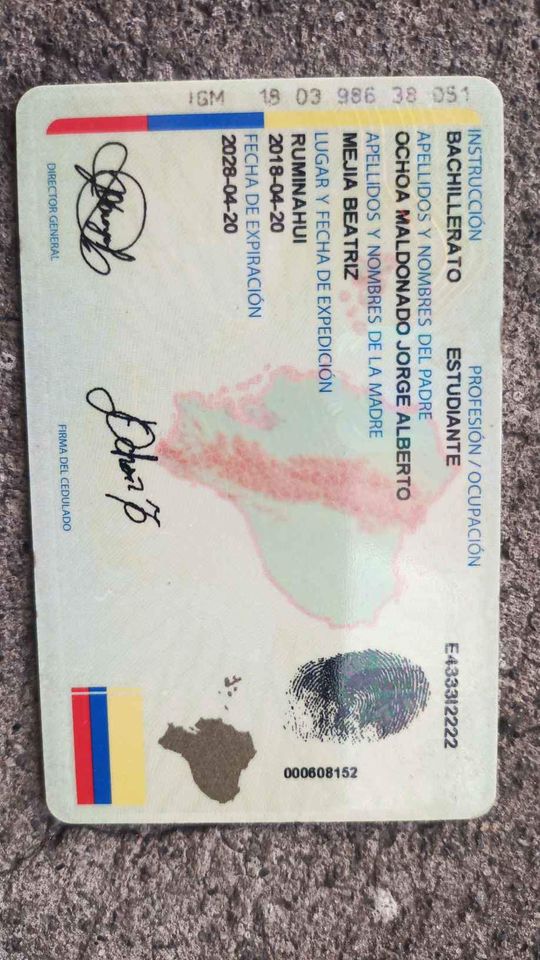 IGM 18 03 986 38 051
INSTRUCCIÓN PROFESIÓN / OCUPACIÓN
BACHILLERATO ESTUDIANTE E4333I2222
APELLIDOS Y NOMBRES DEL PADRE
OCHOA MALDONADO JORGE ALBERTO
APELLIDOS Y NOMBRES DE LA MADRE
MEJIA BEATRIZ
LUGAR Y FECHA DE EXPEDICIÓN
RUMINAHUI
2018-04-20
FECHA DE EXPIRACIÓN
2028-04-20
000608152
DIRECTOR GENERAL
FIRMA DEL CEDULADO